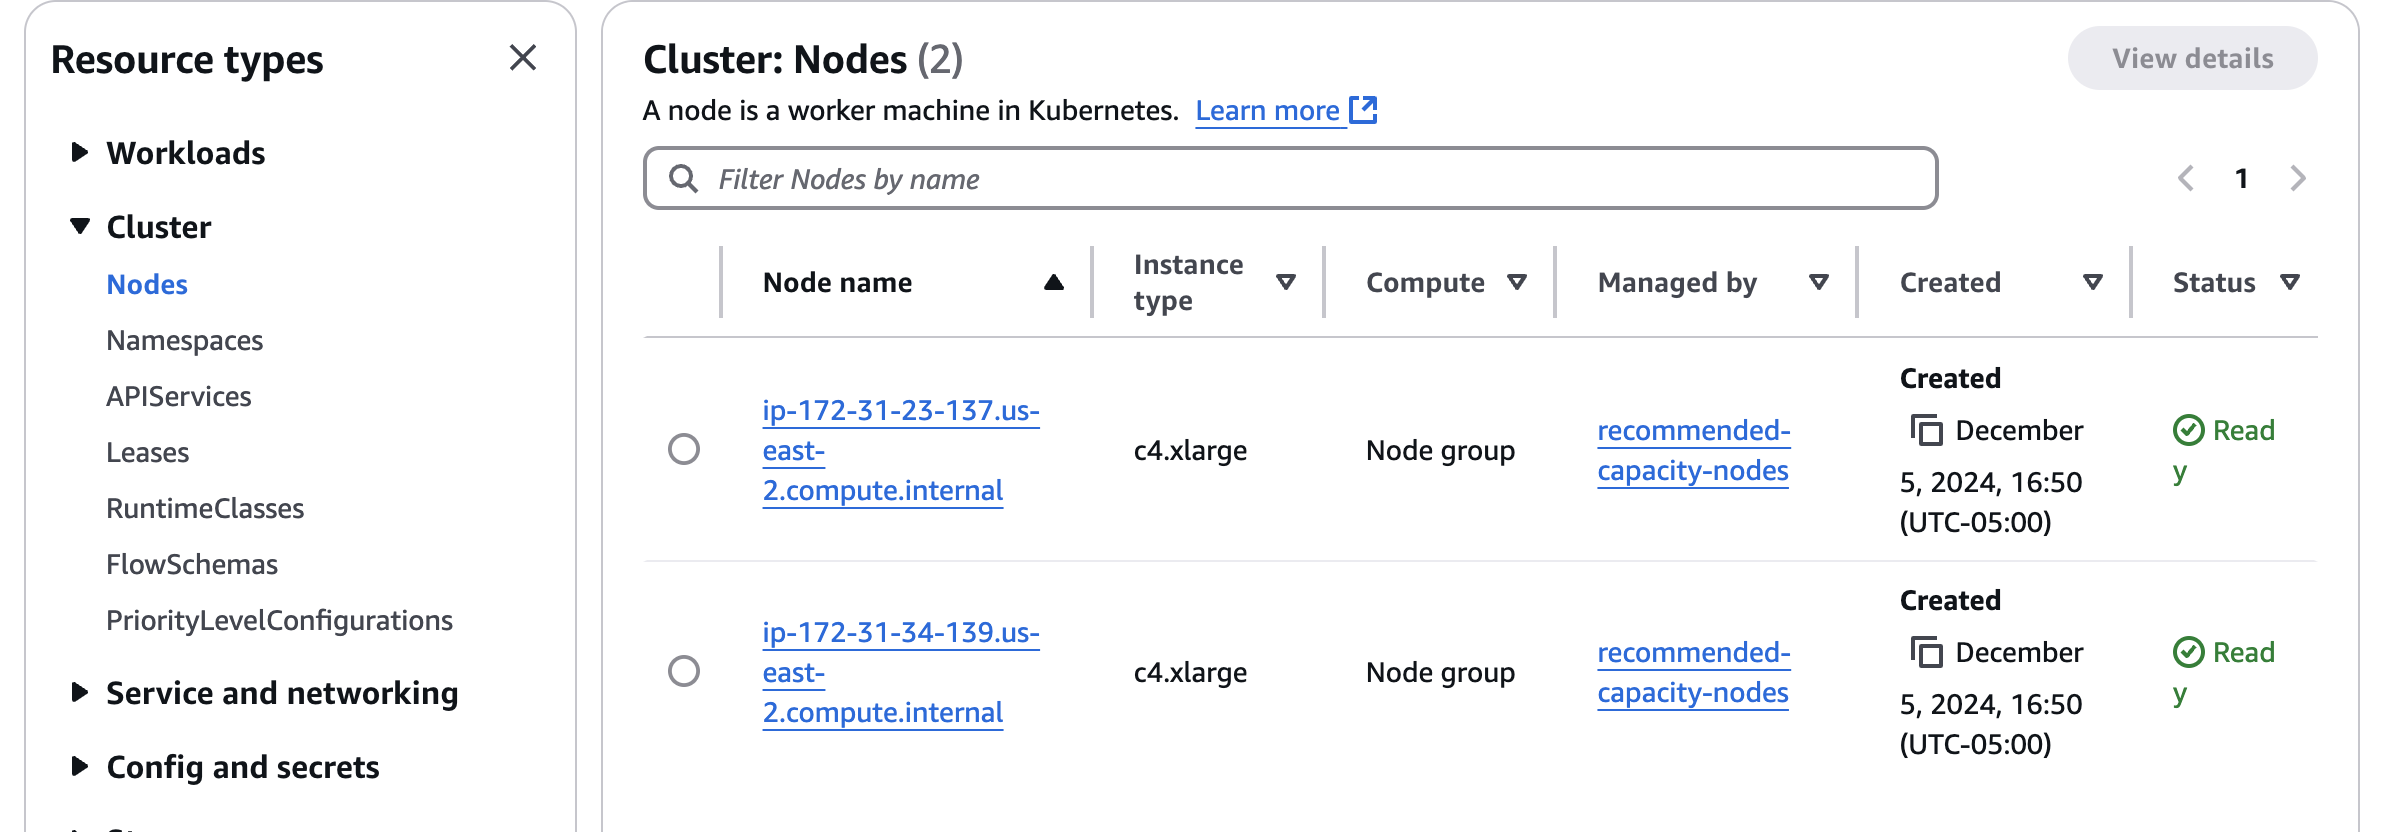 Resource types
Workloads
Cluster
Nodes
Namespaces
APIServices
Leases
RuntimeClasses
FlowSchemas
PriorityLevelConfigurations
Service and networking
Config and secrets
Cluster: Nodes (2)
View details
A node is a worker machine in Kubernetes. Learn more
Filter Nodes by name
1
Node name
Instance
type
Compute
Managed by
Created
Status
ip-172-31-23-137.us-
east-
2.compute.internal
c4.xlarge
Node group
recommended-
capacity-nodes
Created
December
5, 2024, 16:50
(UTC-05:00)
Read
y
ip-172-31-34-139.us-
east-
2.compute.internal
c4.xlarge
Node group
recommended-
capacity-nodes
Created
December
5, 2024, 16:50
(UTC-05:00)
Read
y